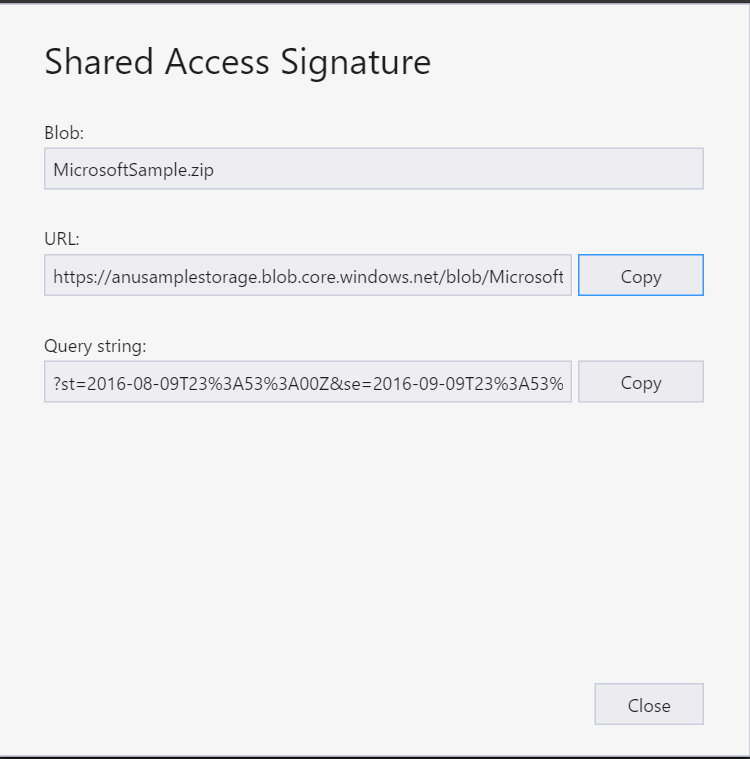 Shared Access Signature
Blob:
MicrosoftSample.zip
URL:
https://anusamplestorage.blob.core.windows.net/blob/Microsoft
Copy
Query string:
?st=2016-08-09T23%3A53%3A00Z&se=2016-09-09T23%3A53%
Copy
Close